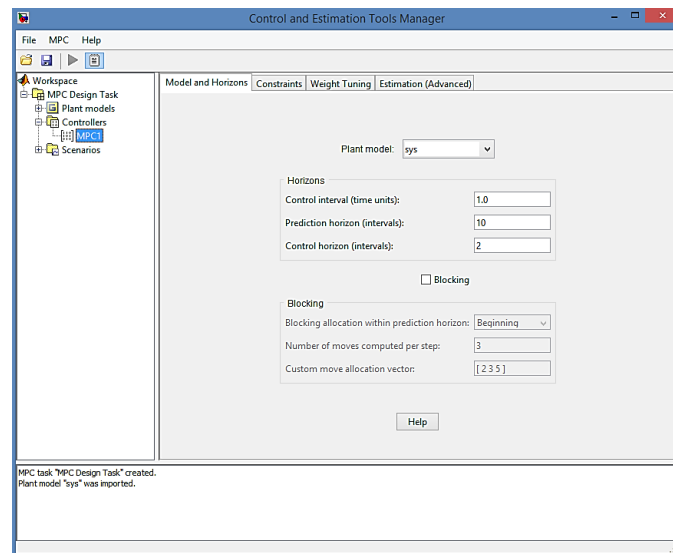 Control and Estimation Tools Manager
File MPC Help
Workspace
MPC Design Task
Plant models
Controllers
MPC1
Scenarios
Model and Horizons Constraints Weight Tuning Estimation (Advanced)
Plant model: sys
Horizons
Control interval (time units): 1.0
Prediction horizon (intervals): 10
Control horizon (intervals): 2
Blocking
Blocking
Blocking allocation within prediction horizon: Beginning
Number of moves computed per step: 3
Custom move allocation vector: [ 2 3 5 ]
Help
MPC task "MPC Design Task" created.
Plant model "sys" was imported.